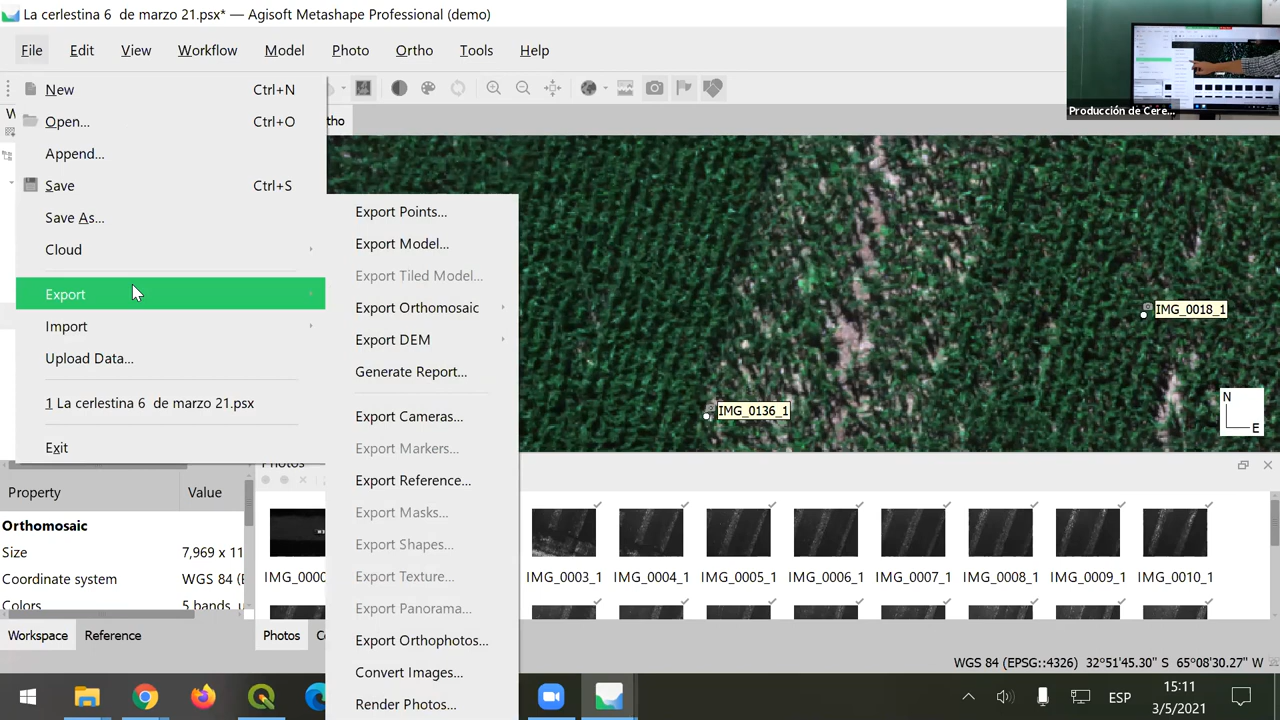 La cerlestina 6  de marzo 21.psx* — Agisoft Metashape Professional (demo)
File Edit View Workflow Model Photo Ortho Tools Help
Producción de Cere...
New Ctrl+N
Open... Ctrl+O
Append...
Save Ctrl+S
Save As...
Cloud
Export
Import
Upload Data...
1 La cerlestina 6  de marzo 21.psx
Exit
Export Points...
Export Model...
Export Tiled Model...
Export Orthomosaic
Export DEM
Generate Report...
Export Cameras...
Export Markers...
Export Reference...
Export Masks...
Export Shapes...
Export Texture...
Export Panorama...
Export Orthophotos...
Convert Images...
Render Photos...
IMG_0018_1
IMG_0136_1
N
E
Photos
Property Value
Orthomosaic
Size 7,969 x 11
Coordinate system WGS 84 (E
Colors 5 bands, u
IMG_0000 IMG_0003_1 IMG_0004_1 IMG_0005_1 IMG_0006_1 IMG_0007_1 IMG_0008_1 IMG_0009_1 IMG_0010_1
Workspace Reference
Photos
WGS 84 (EPSG::4326) 32°51'45.30" S 65°08'30.27" W
ESP
15:11
3/5/2021